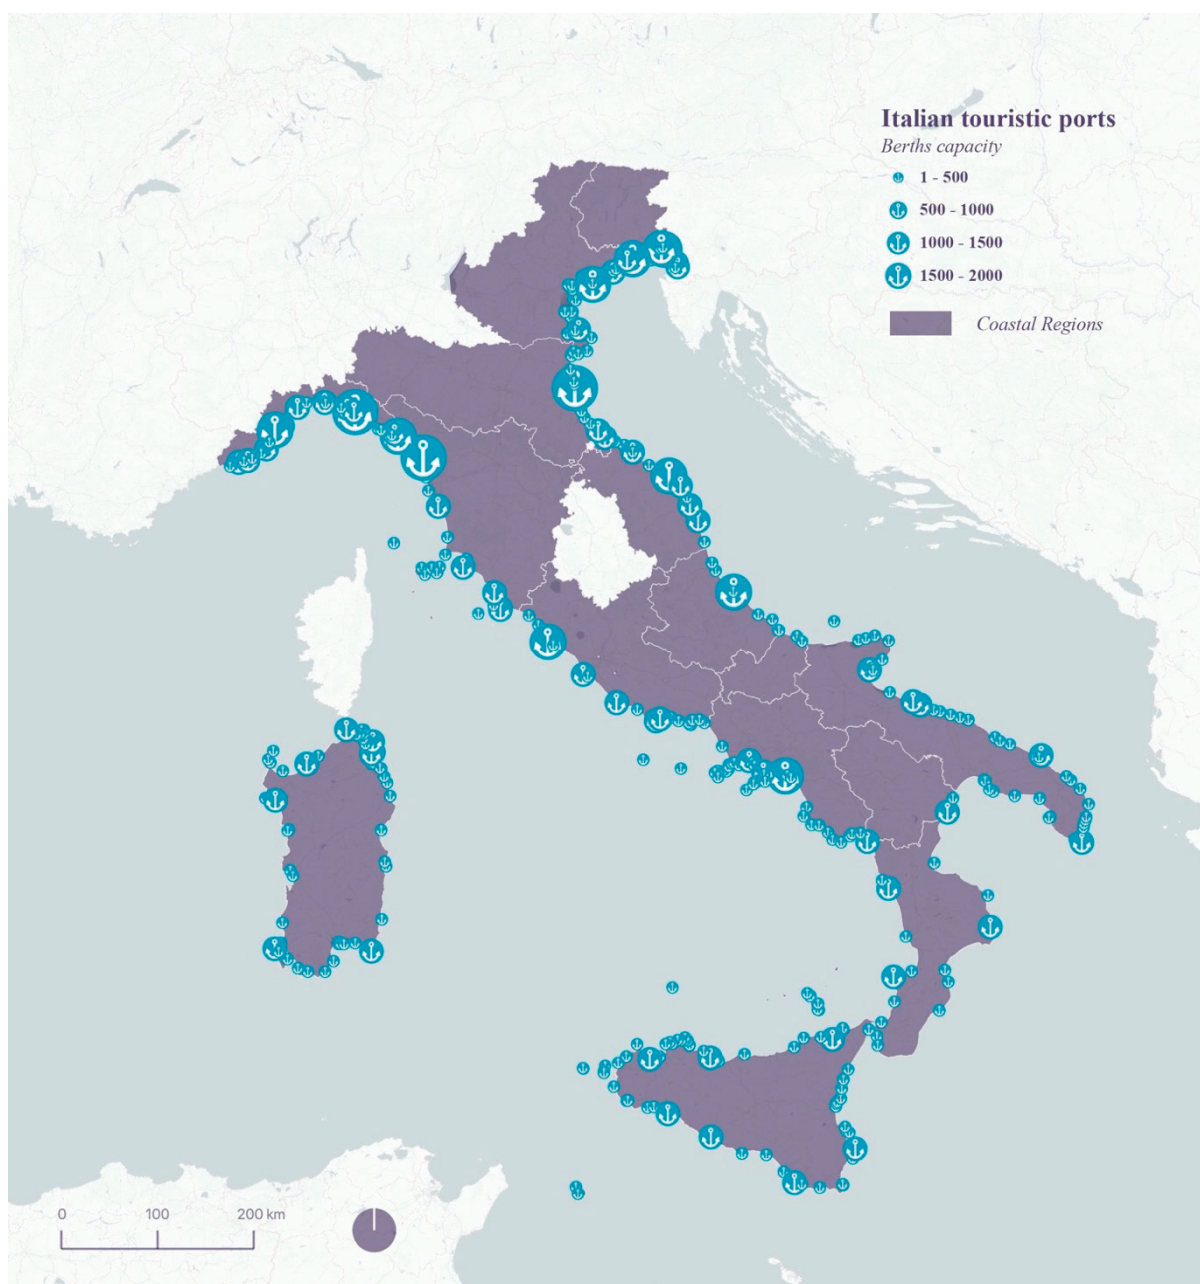 Italian touristic ports
Berths capacity
1 - 500
500 - 1000
1000 - 1500
1500 - 2000
Coastal Regions
0 100 200 km